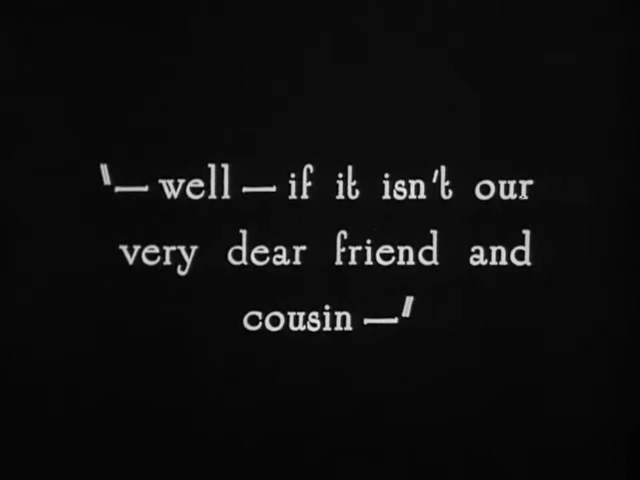 "— well — if it isn't our
very dear friend and
cousin —"